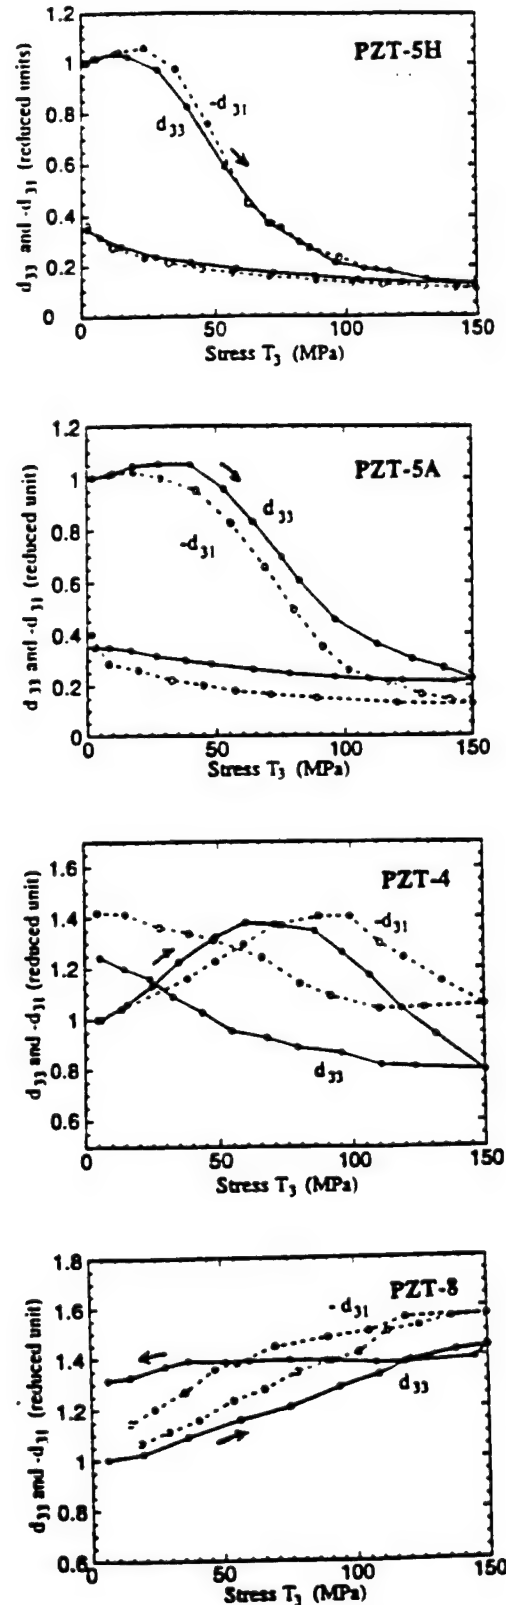 d33 and -d31 (reduced units)
1.2
1
0.8
0.6
0.4
0.2
0
PZT-5H
-d31
d33
0
50
100
150
Stress T3 (MPa)
d33 and -d31 (reduced unit)
1.2
1
0.8
0.6
0.4
0.2
0
PZT-5A
d33
-d31
0
50
100
150
Stress T3 (MPa)
d33 and -d31 (reduced unit)
1.6
1.4
1.2
1
0.8
0.6
PZT-4
-d31
d33
0
50
100
150
Stress T3 (MPa)
d33 and -d31 (reduced unit)
1.8
1.6
1.4
1.2
1
0.8
0.6
PZT-8
-d31
d33
0
50
100
150
Stress T3 (MPa)